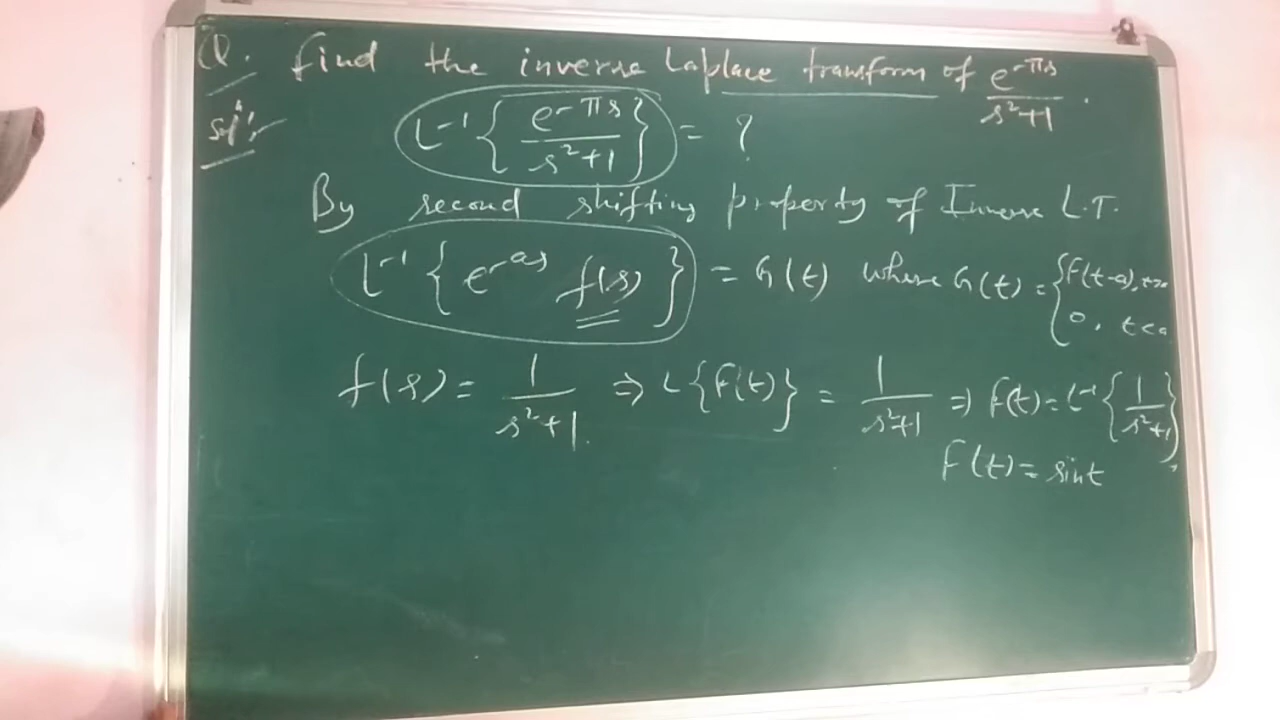 Q. find the inverse Laplace transform of e^-πs / s²+1 .
sol:- L⁻¹ { e^-πs / s²+1 } = ?
By second shifting property of Inverse L.T.
L⁻¹ { e^-as f(s) } = G(t) where G(t) = { F(t-a), t>a
0, t<a
f(s) = 1 / s²+1. ⇒ L{F(t)} = 1 / s²+1 ⇒ F(t) = L⁻¹ { 1 / s²+1 }
F(t) = sint